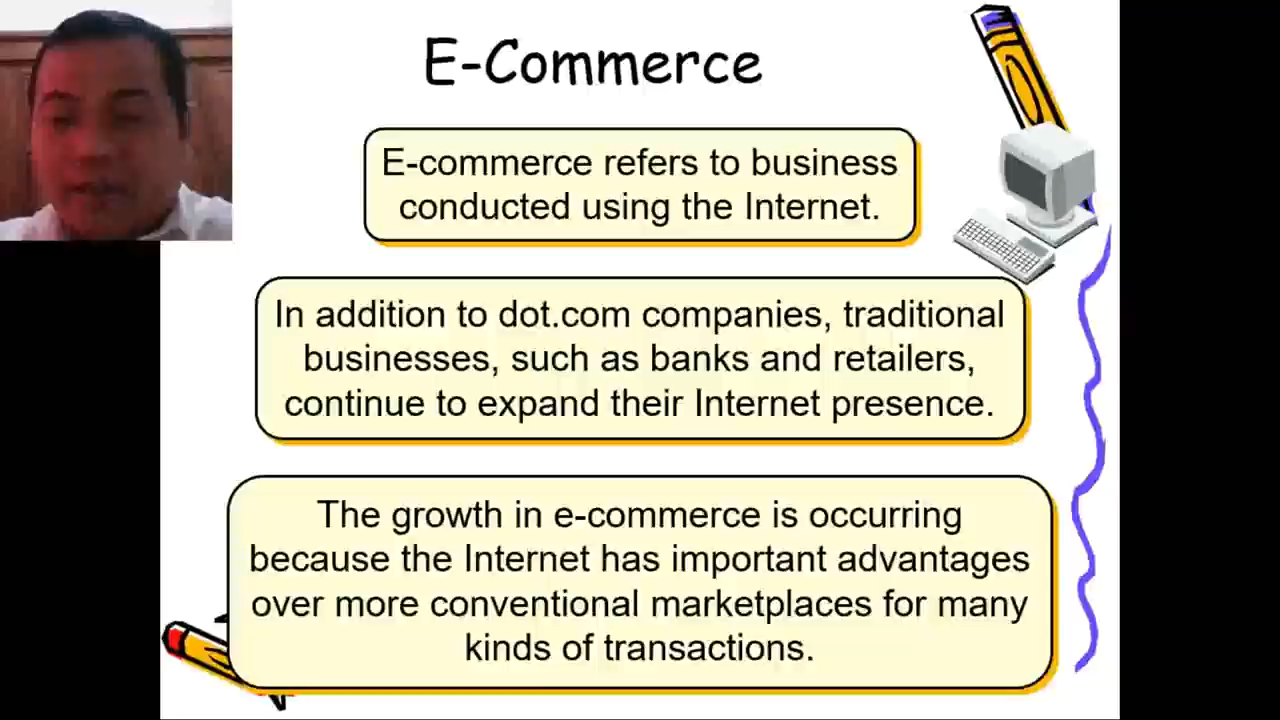 E-Commerce
E-commerce refers to business
conducted using the Internet.
In addition to dot.com companies, traditional
businesses, such as banks and retailers,
continue to expand their Internet presence.
The growth in e-commerce is occurring
because the Internet has important advantages
over more conventional marketplaces for many
kinds of transactions.